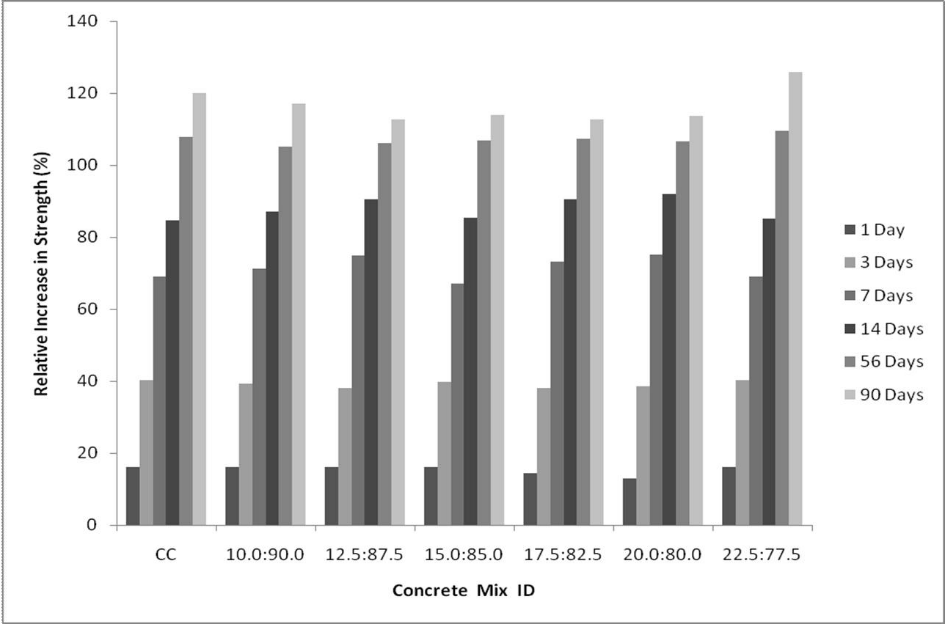 140
120
100
80
60
40
20
0
Relative Increase in Strength (%)
CC 10.0:90.0 12.5:87.5 15.0:85.0 17.5:82.5 20.0:80.0 22.5:77.5
Concrete Mix ID
1 Day
3 Days
7 Days
14 Days
56 Days
90 Days